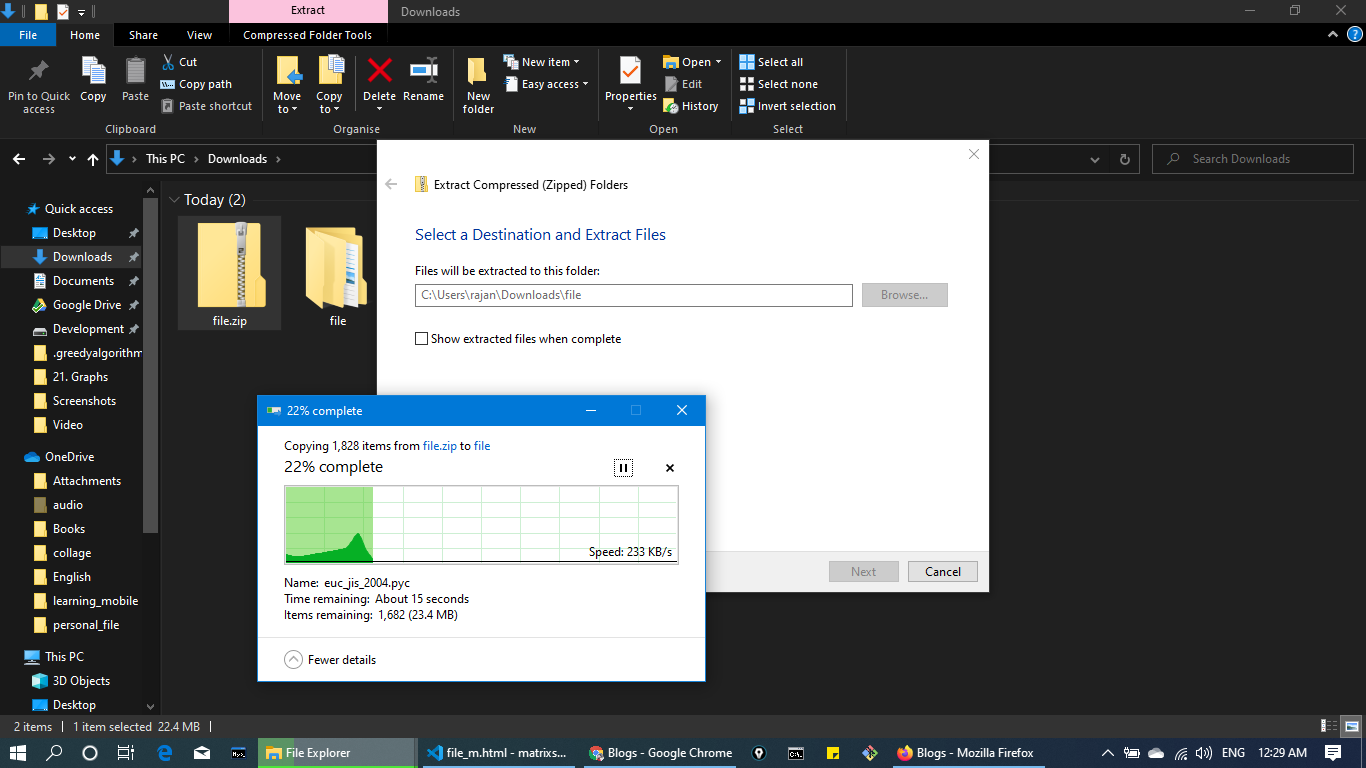 Extract
Downloads
File Home Share View Compressed Folder Tools
Pin to Quick access
Copy
Paste
Cut
Copy path
Paste shortcut
Clipboard
Move to
Copy to
Delete
Rename
Organise
New folder
New item
Easy access
New
Properties
Open
Edit
History
Open
Select all
Select none
Invert selection
Select
This PC > Downloads >
Search Downloads
Quick access
Desktop
Downloads
Documents
Google Drive
Development
.greedyalgorithm
21. Graphs
Screenshots
Video
OneDrive
Attachments
audio
Books
collage
English
learning_mobile
personal_file
This PC
3D Objects
Desktop
Today (2)
file.zip
file
Extract Compressed (Zipped) Folders
Select a Destination and Extract Files
Files will be extracted to this folder:
C:\Users\rajan\Downloads\file
Browse...
Show extracted files when complete
Next
Cancel
22% complete
Copying 1,828 items from file.zip to file
22% complete
Speed: 233 KB/s
Name: euc_jis_2004.pyc
Time remaining: About 15 seconds
Items remaining: 1,682 (23.4 MB)
Fewer details
2 items 1 item selected 22.4 MB
File Explorer
file_m.html - matrixs...
Blogs - Google Chrome
Blogs - Mozilla Firefox
ENG
12:29 AM